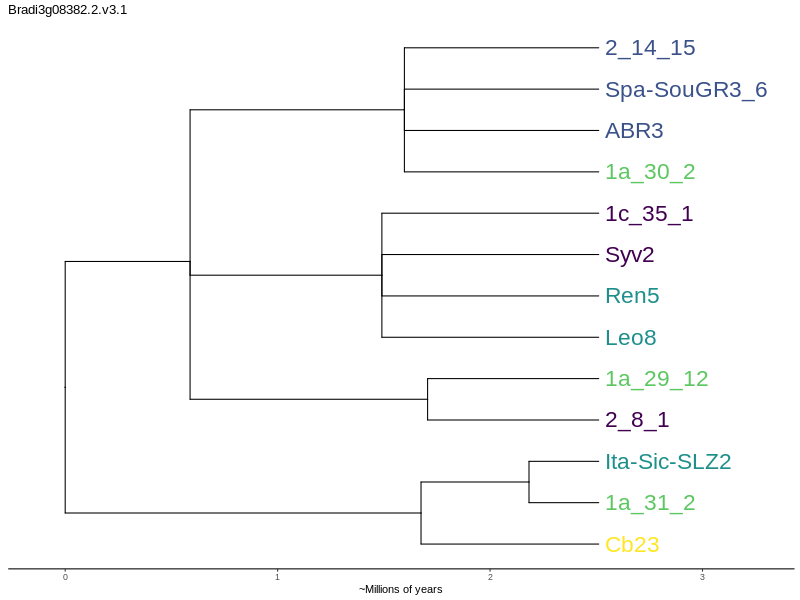 Bradi3g08382.2.v3.1
2_14_15
Spa-SouGR3_6
ABR3
1a_30_2
1c_35_1
Syv2
Ren5
Leo8
1a_29_12
2_8_1
Ita-Sic-SLZ2
1a_31_2
Cb23
0 1 2 3
~Millions of years